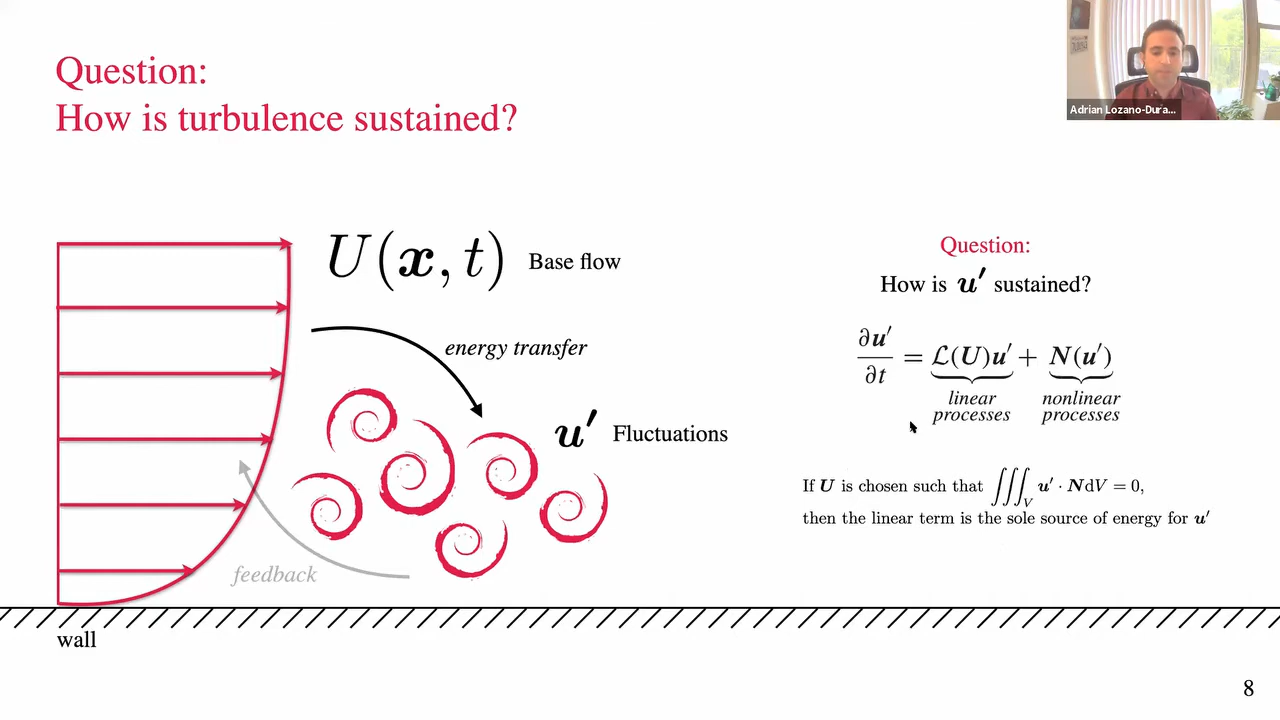 Question:
How is turbulence sustained?
Adrian Lozano-Dura...
U(x, t) Base flow
energy transfer
u′ Fluctuations
feedback
wall
Question:
How is u′ sustained?
∂u′/∂t = ℒ(U)u′ + N(u′)
linear processes
nonlinear processes
If U is chosen such that ∭_V u′ · N dV = 0,
then the linear term is the sole source of energy for u′
8